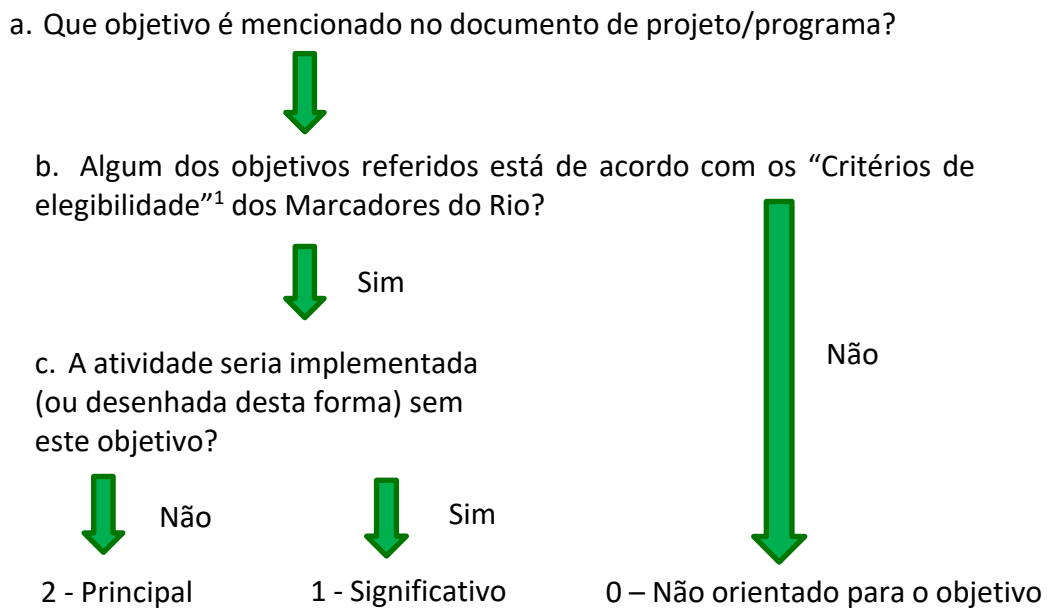 a. Que objetivo é mencionado no documento de projeto/programa?
b. Algum dos objetivos referidos está de acordo com os “Critérios de
elegibilidade”¹ dos Marcadores do Rio?
Sim
Não
c. A atividade seria implementada
(ou desenhada desta forma) sem
este objetivo?
Não
Sim
2 - Principal
1 - Significativo
0 – Não orientado para o objetivo